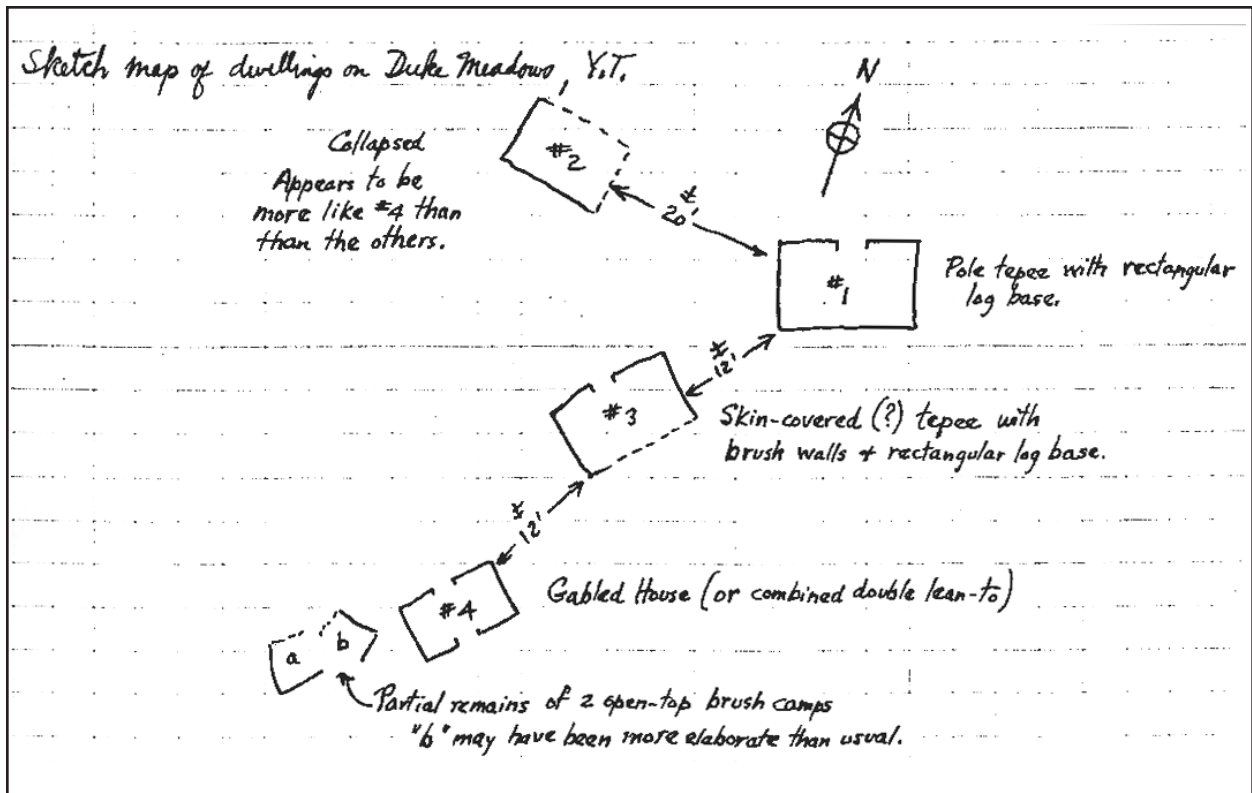 Sketch map of dwellings on Duke Meadows, Y.T.
N
Collapsed
Appears to be
more like #4 than
than the others.
#2
± 20'
#1
Pole tepee with rectangular
log base.
± 12'
#3
Skin-covered (?) tepee with
brush walls + rectangular log base.
± 12'
#4
Gabled House (or combined double lean-to)
a
b
Partial remains of 2 open-top brush camps
"b" may have been more elaborate than usual.